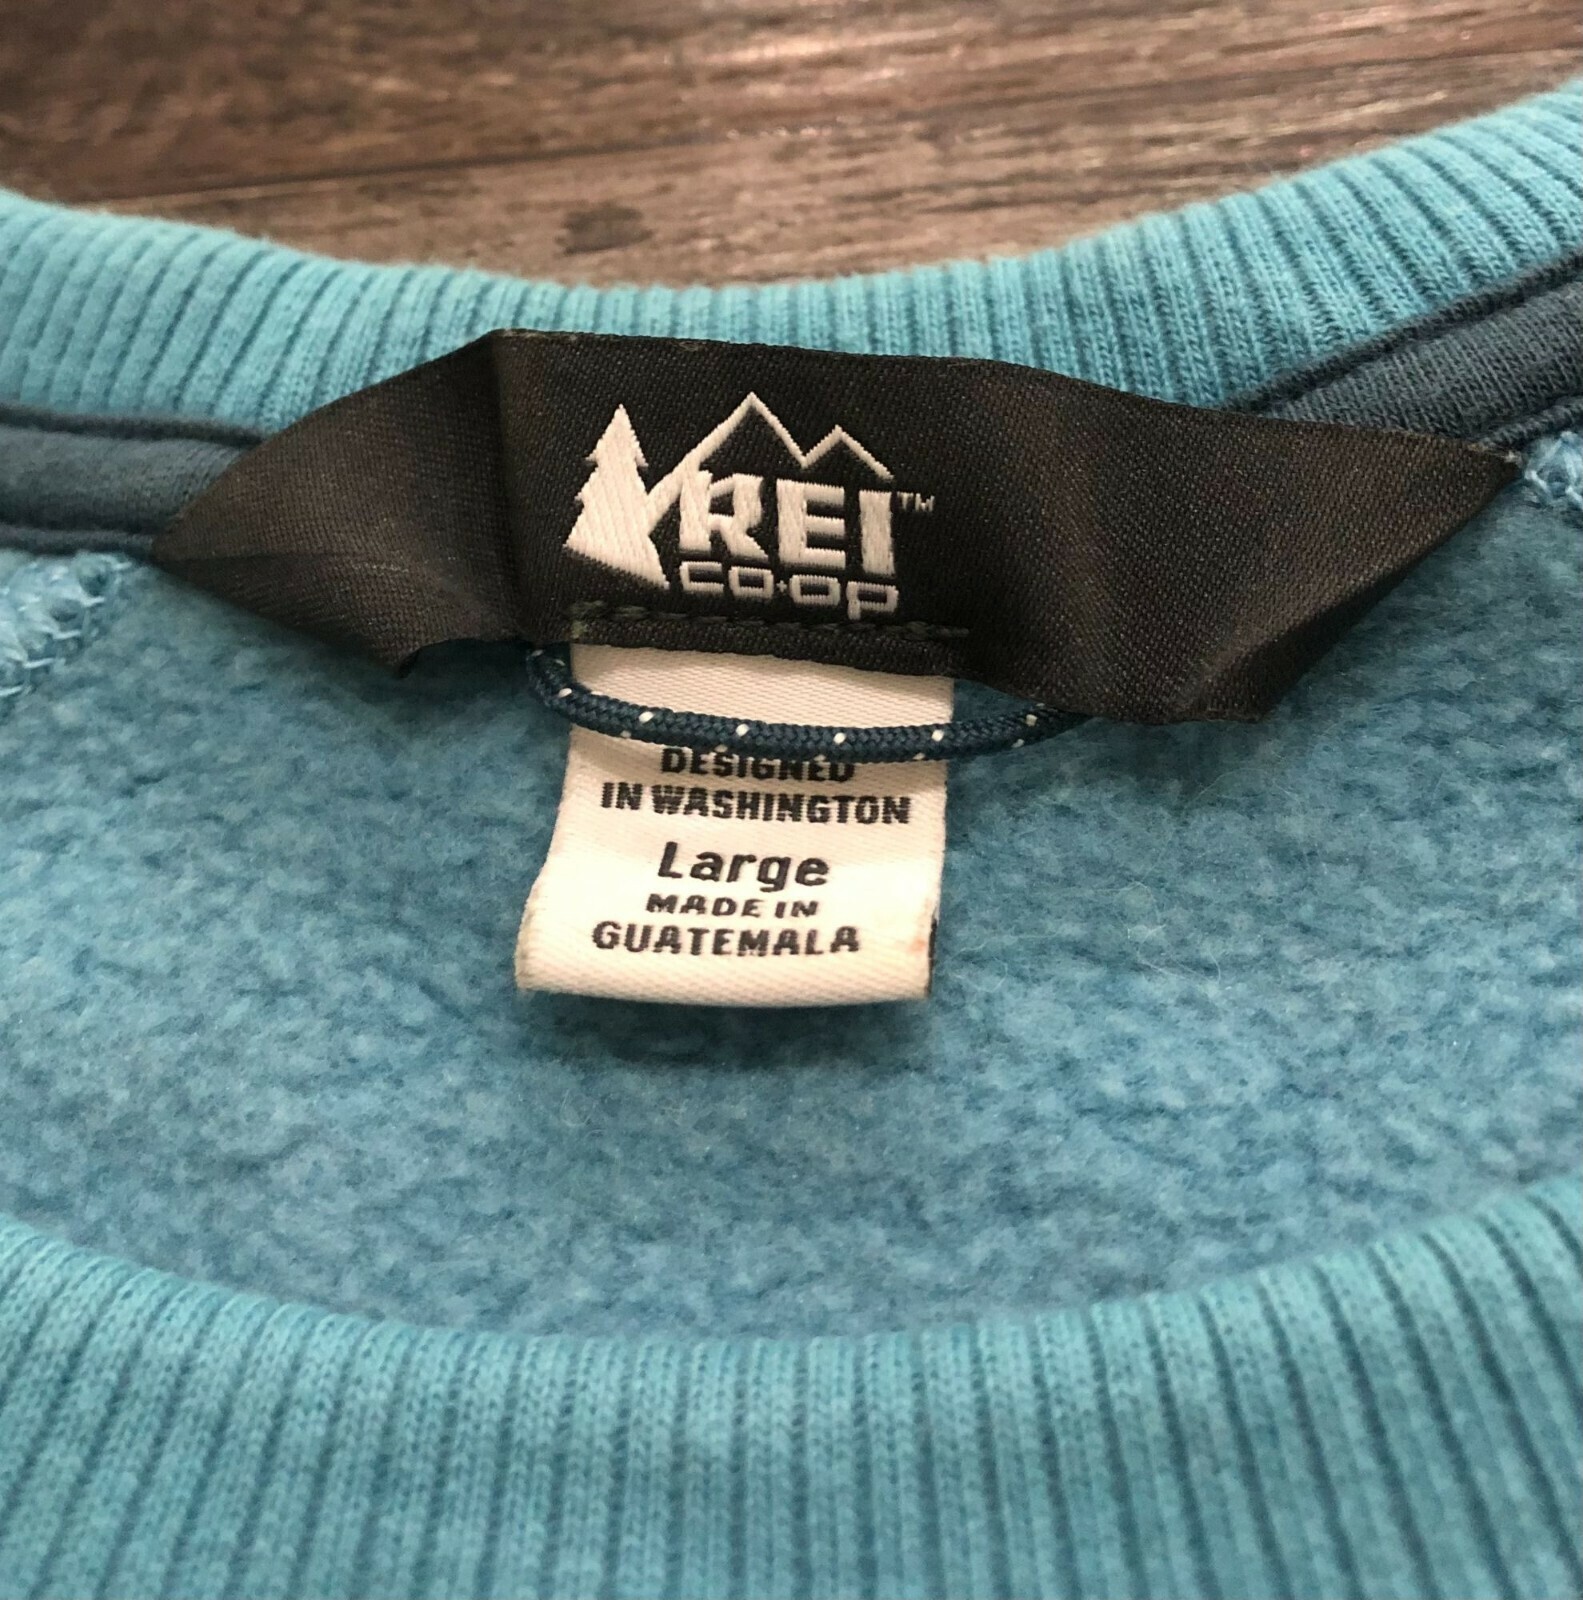 REI™
CO·OP
DESIGNED
IN WASHINGTON
Large
MADE IN
GUATEMALA